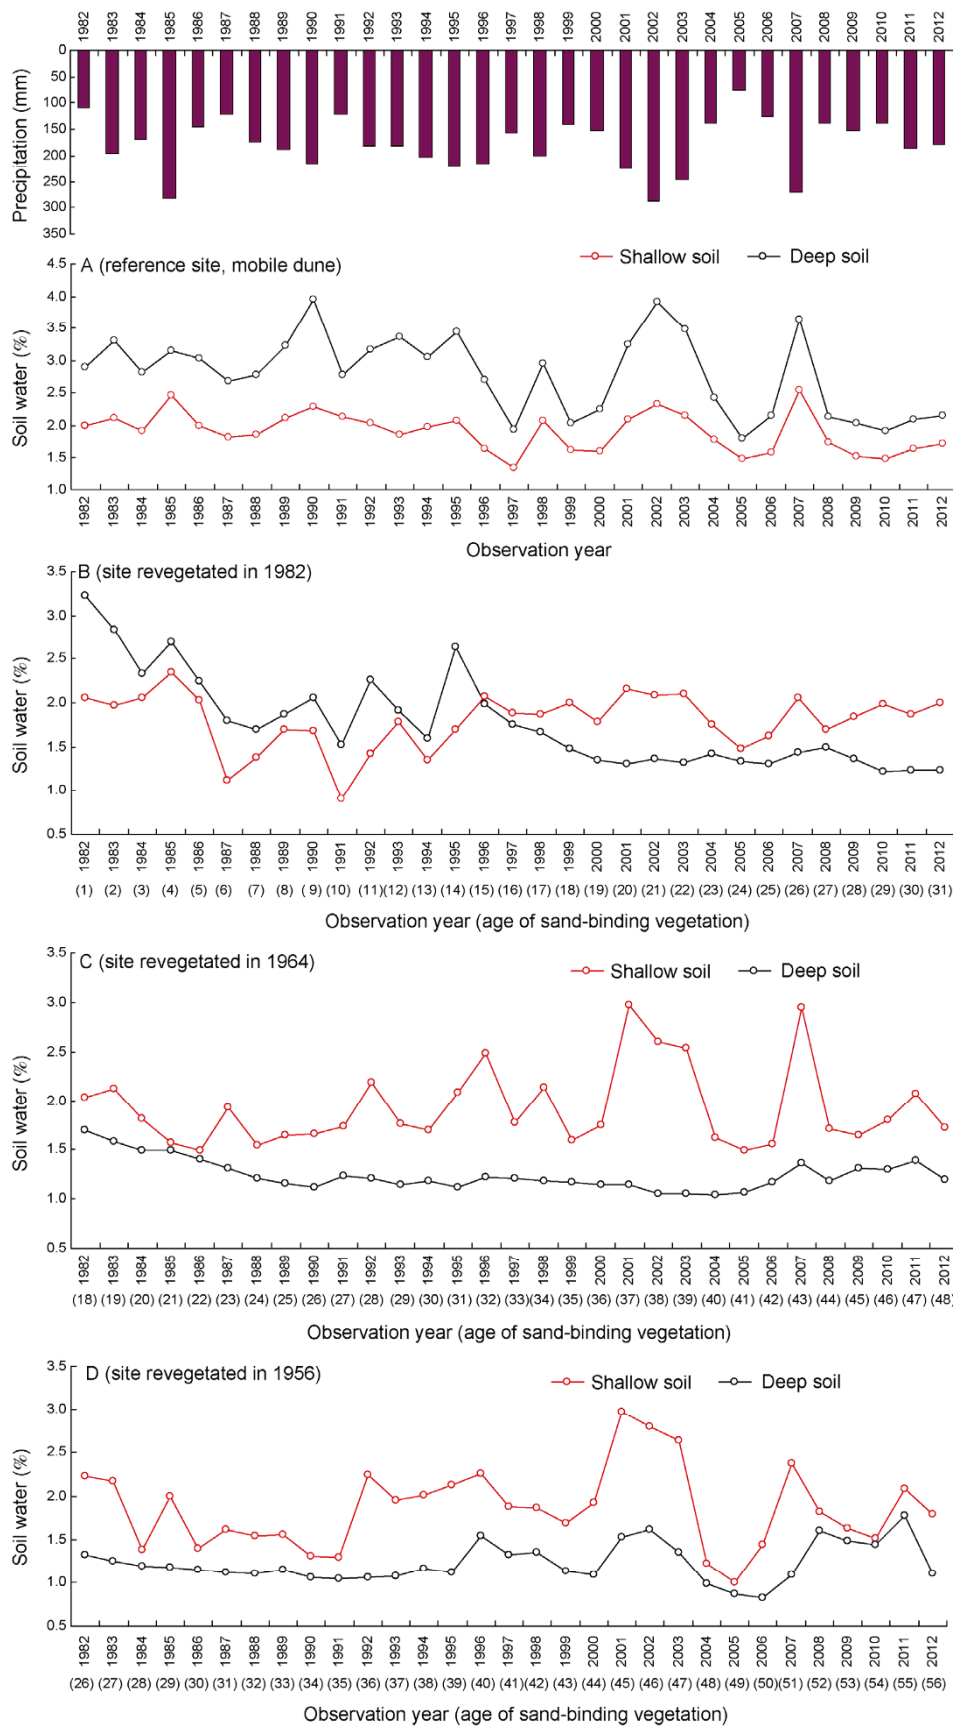 1982 1983 1984 1985 1986 1987 1988 1989 1990 1991 1992 1993 1994 1995 1996 1997 1998 1999 2000 2001 2002 2003 2004 2005 2006 2007 2008 2009 2010 2011 2012
Precipitation (mm)
0
50
100
150
200
250
300
350
A (reference site, mobile dune)
Shallow soil
Deep soil
Soil water (%)
4.5
4.0
3.5
3.0
2.5
2.0
1.5
1.0
1982 1983 1984 1985 1986 1987 1988 1989 1990 1991 1992 1993 1994 1995 1996 1997 1998 1999 2000 2001 2002 2003 2004 2005 2006 2007 2008 2009 2010 2011 2012
Observation year
B (site revegetated in 1982)
Soil water (%)
3.5
3.0
2.5
2.0
1.5
1.0
0.5
1982 1983 1984 1985 1986 1987 1988 1989 1990 1991 1992 1993 1994 1995 1996 1997 1998 1999 2000 2001 2002 2003 2004 2005 2006 2007 2008 2009 2010 2011 2012
(1) (2) (3) (4) (5) (6) (7) (8) ( 9) (10) (11) (12) (13) (14) (15) (16) (17) (18) (19) (20) (21) (22) (23) (24) (25) (26) (27) (28) (29) (30) (31)
Observation year (age of sand-binding vegetation)
C (site revegetated in 1964)
Shallow soil
Deep soil
Soil water (%)
3.5
3.0
2.5
2.0
1.5
1.0
0.5
1982 1983 1984 1985 1986 1987 1988 1989 1990 1991 1992 1993 1994 1995 1996 1997 1998 1999 2000 2001 2002 2003 2004 2005 2006 2007 2008 2009 2010 2011 2012
(18) (19) (20) (21) (22) (23) (24) (25) (26) (27) (28) (29) (30) (31) (32) (33) (34) (35) (36) (37) (38) (39) (40) (41) (42) (43) (44) (45) (46) (47) (48)
Observation year (age of sand-binding vegetation)
D (site revegetated in 1956)
Shallow soil
Deep soil
Soil water (%)
3.5
3.0
2.5
2.0
1.5
1.0
0.5
1982 1983 1984 1985 1986 1987 1988 1989 1990 1991 1992 1993 1994 1995 1996 1997 1998 1999 2000 2001 2002 2003 2004 2005 2006 2007 2008 2009 2010 2011 2012
(26) (27) (28) (29) (30) (31) (32) (33) (34) (35) (36) (37) (38) (39) (40) (41) (42) (43) (44) (45) (46) (47) (48) (49) (50) (51) (52) (53) (54) (55) (56)
Observation year (age of sand-binding vegetation)